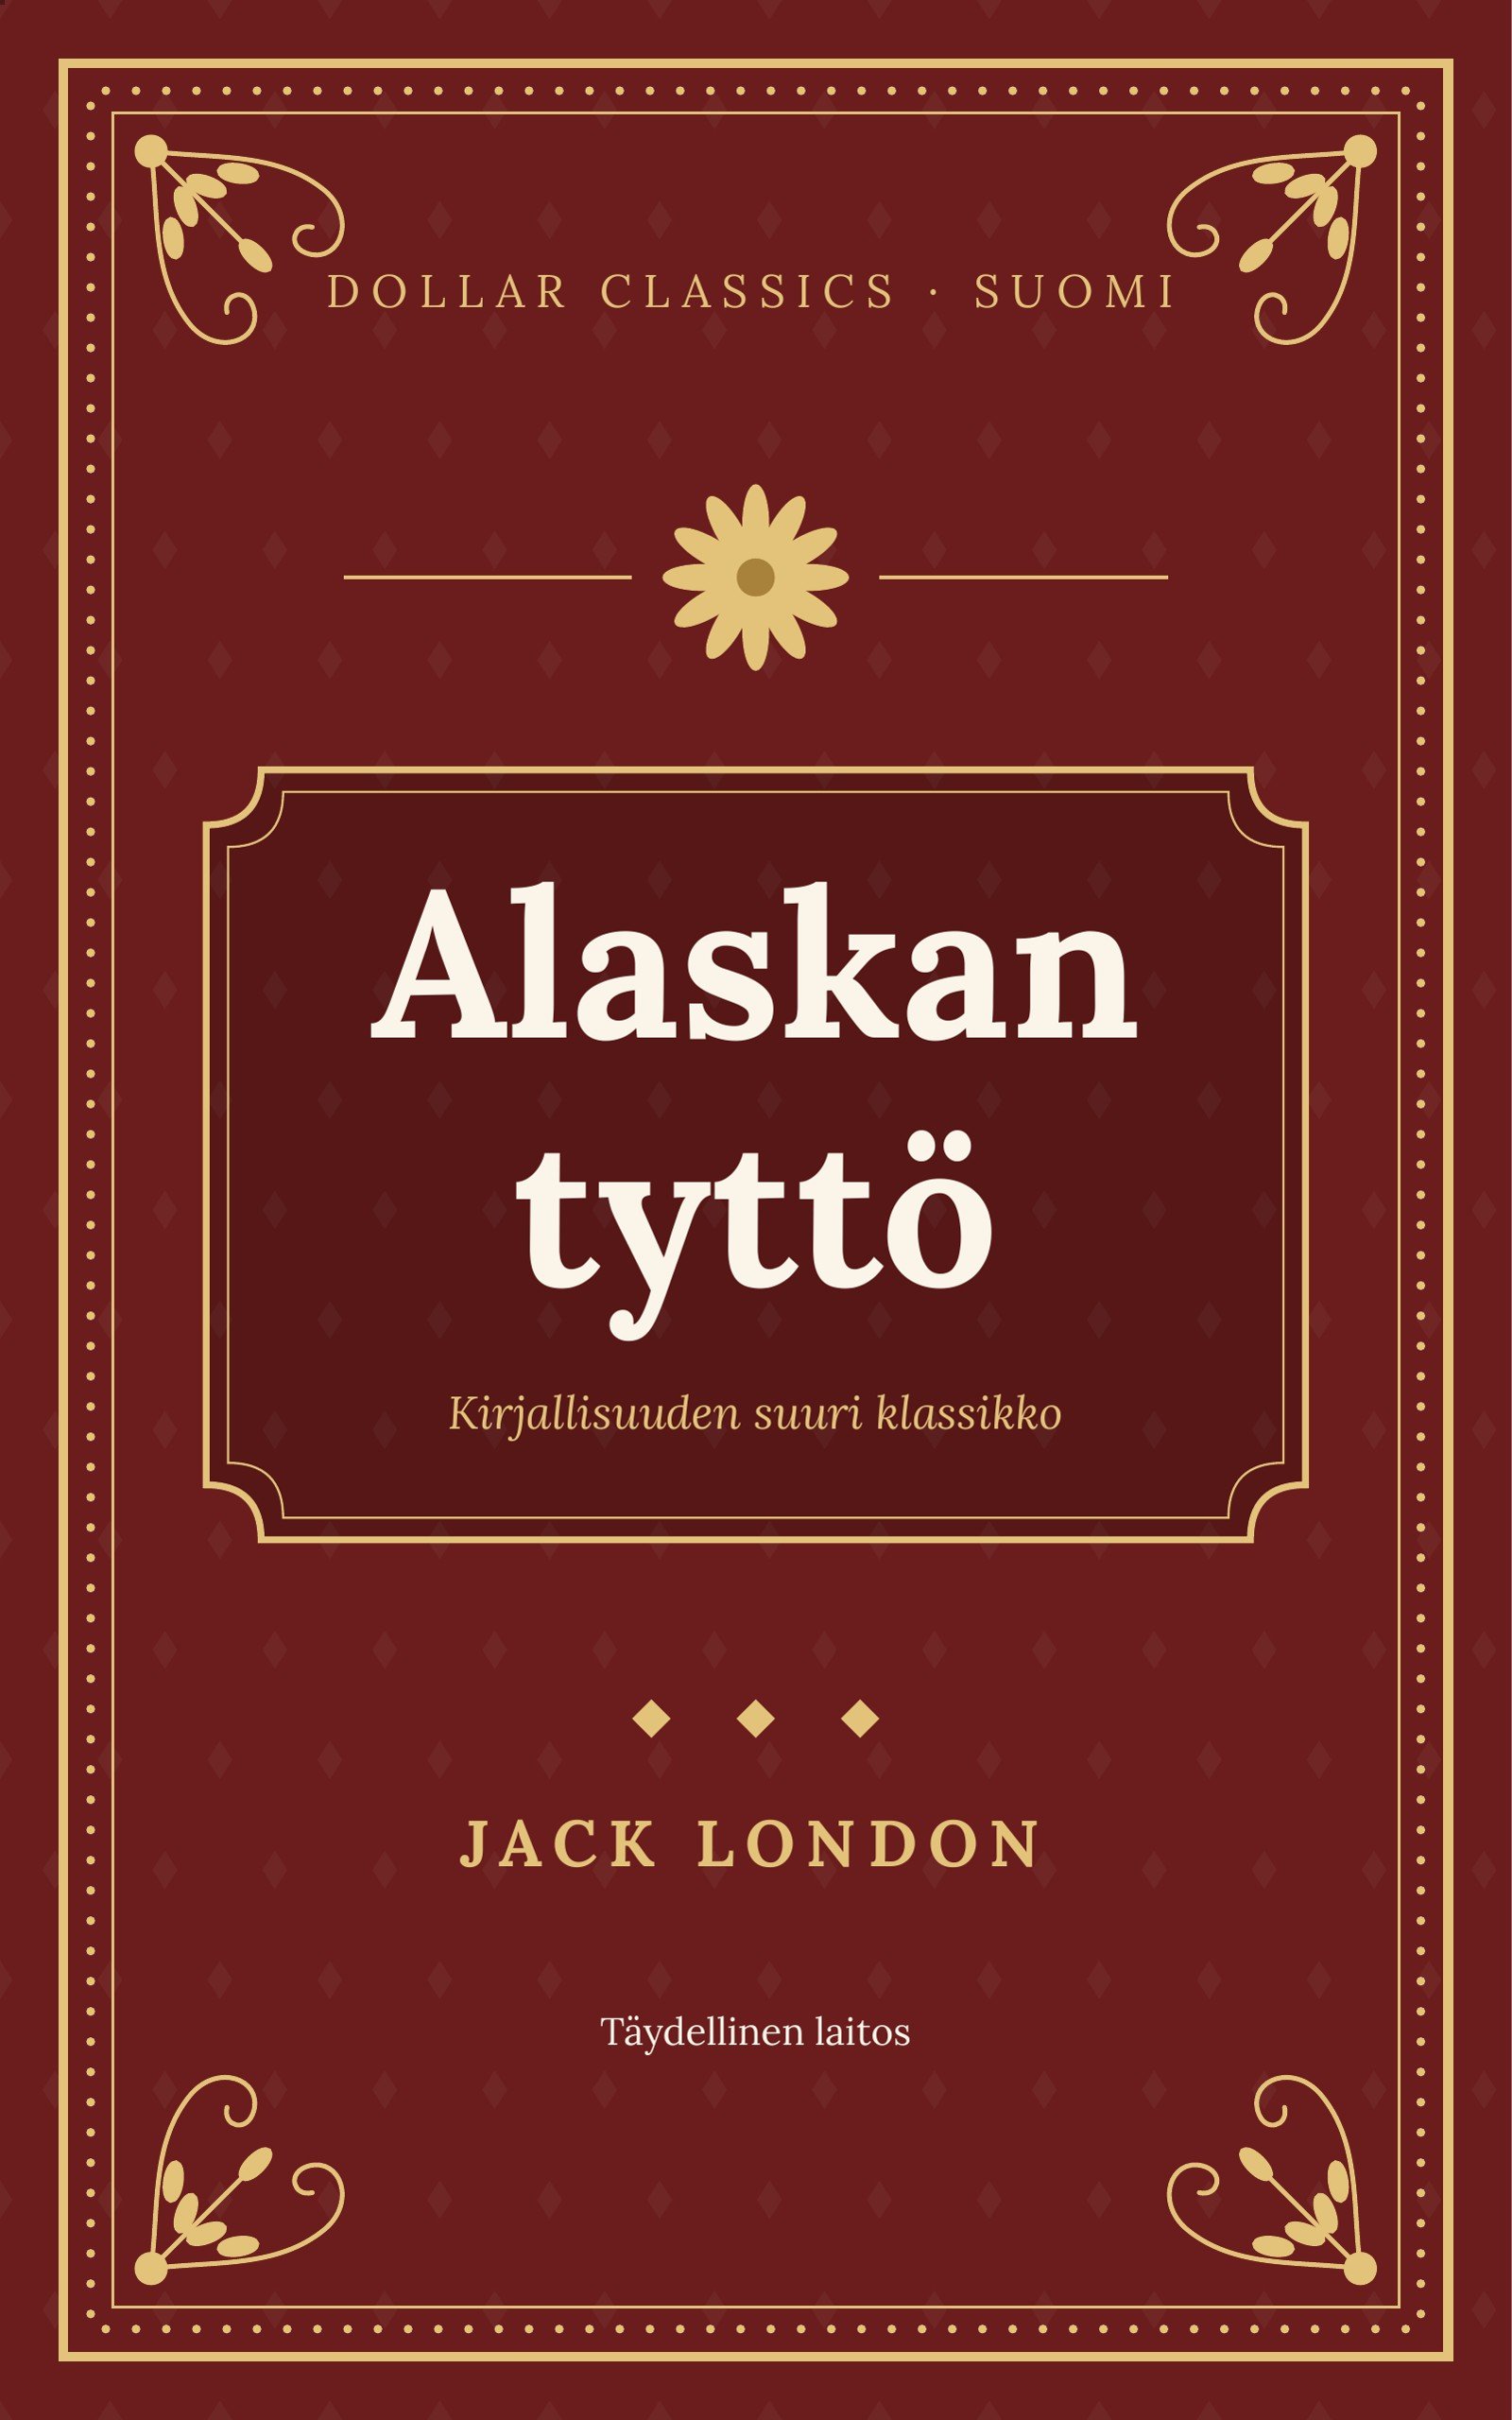 DOLLAR CLASSICS · SUOMI
Alaskan
tyttö
Kirjallisuuden suuri klassikko
JACK LONDON
Täydellinen laitos